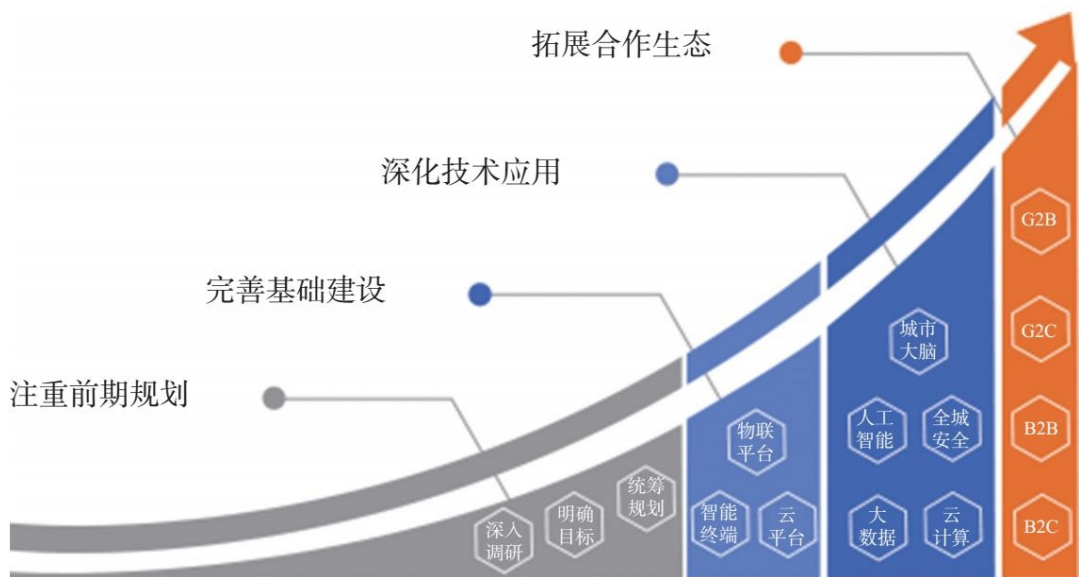 拓展合作生态
深化技术应用
完善基础建设
注重前期规划
深入
调研
明确
目标
统筹
规划
物联
平台
智能
终端
云
平台
城市
大脑
人工
智能
全城
安全
大
数据
云
计算
G2B
G2C
B2B
B2C